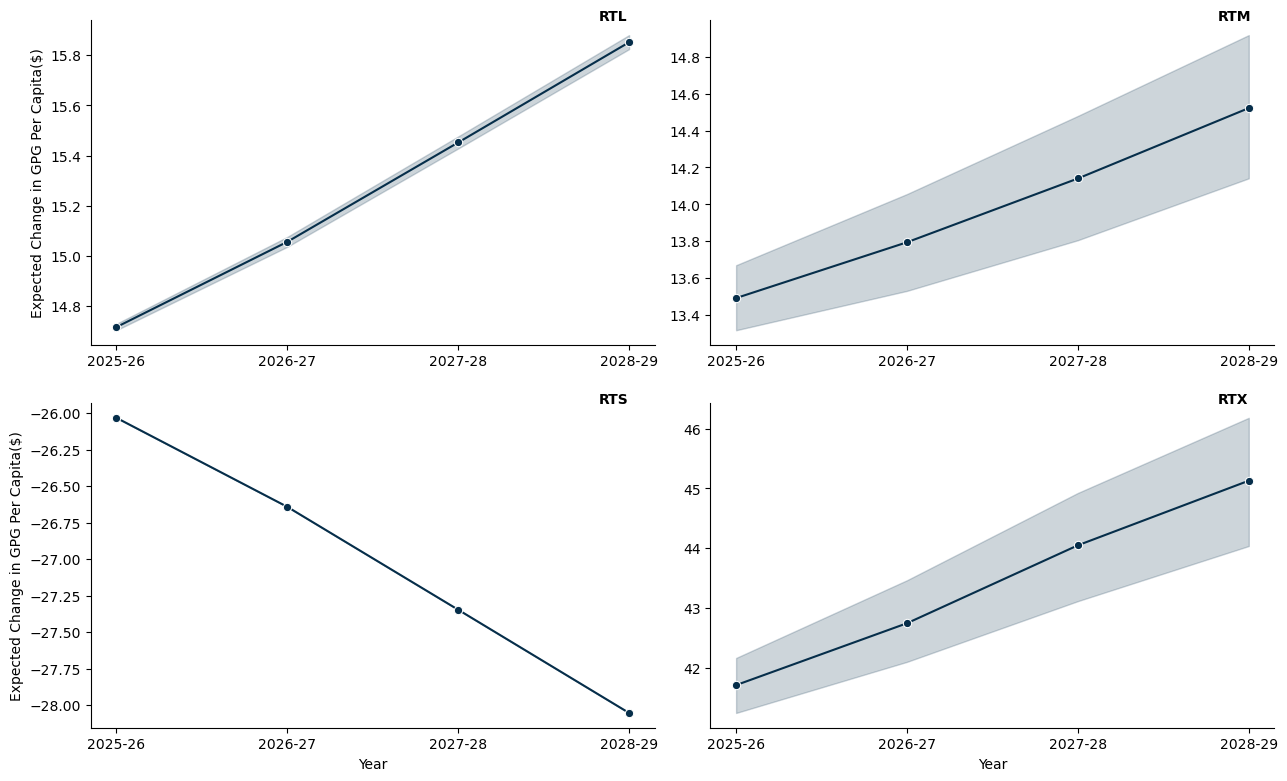 RTL
Expected Change in GPG Per Capita($)
15.8
15.6
15.4
15.2
15.0
14.8
2025-26 2026-27 2027-28 2028-29
RTM
14.8
14.6
14.4
14.2
14.0
13.8
13.6
13.4
2025-26 2026-27 2027-28 2028-29
RTS
Expected Change in GPG Per Capita($)
−26.00
−26.25
−26.50
−26.75
−27.00
−27.25
−27.50
−27.75
−28.00
2025-26 2026-27 2027-28 2028-29
Year
RTX
46
45
44
43
42
2025-26 2026-27 2027-28 2028-29
Year